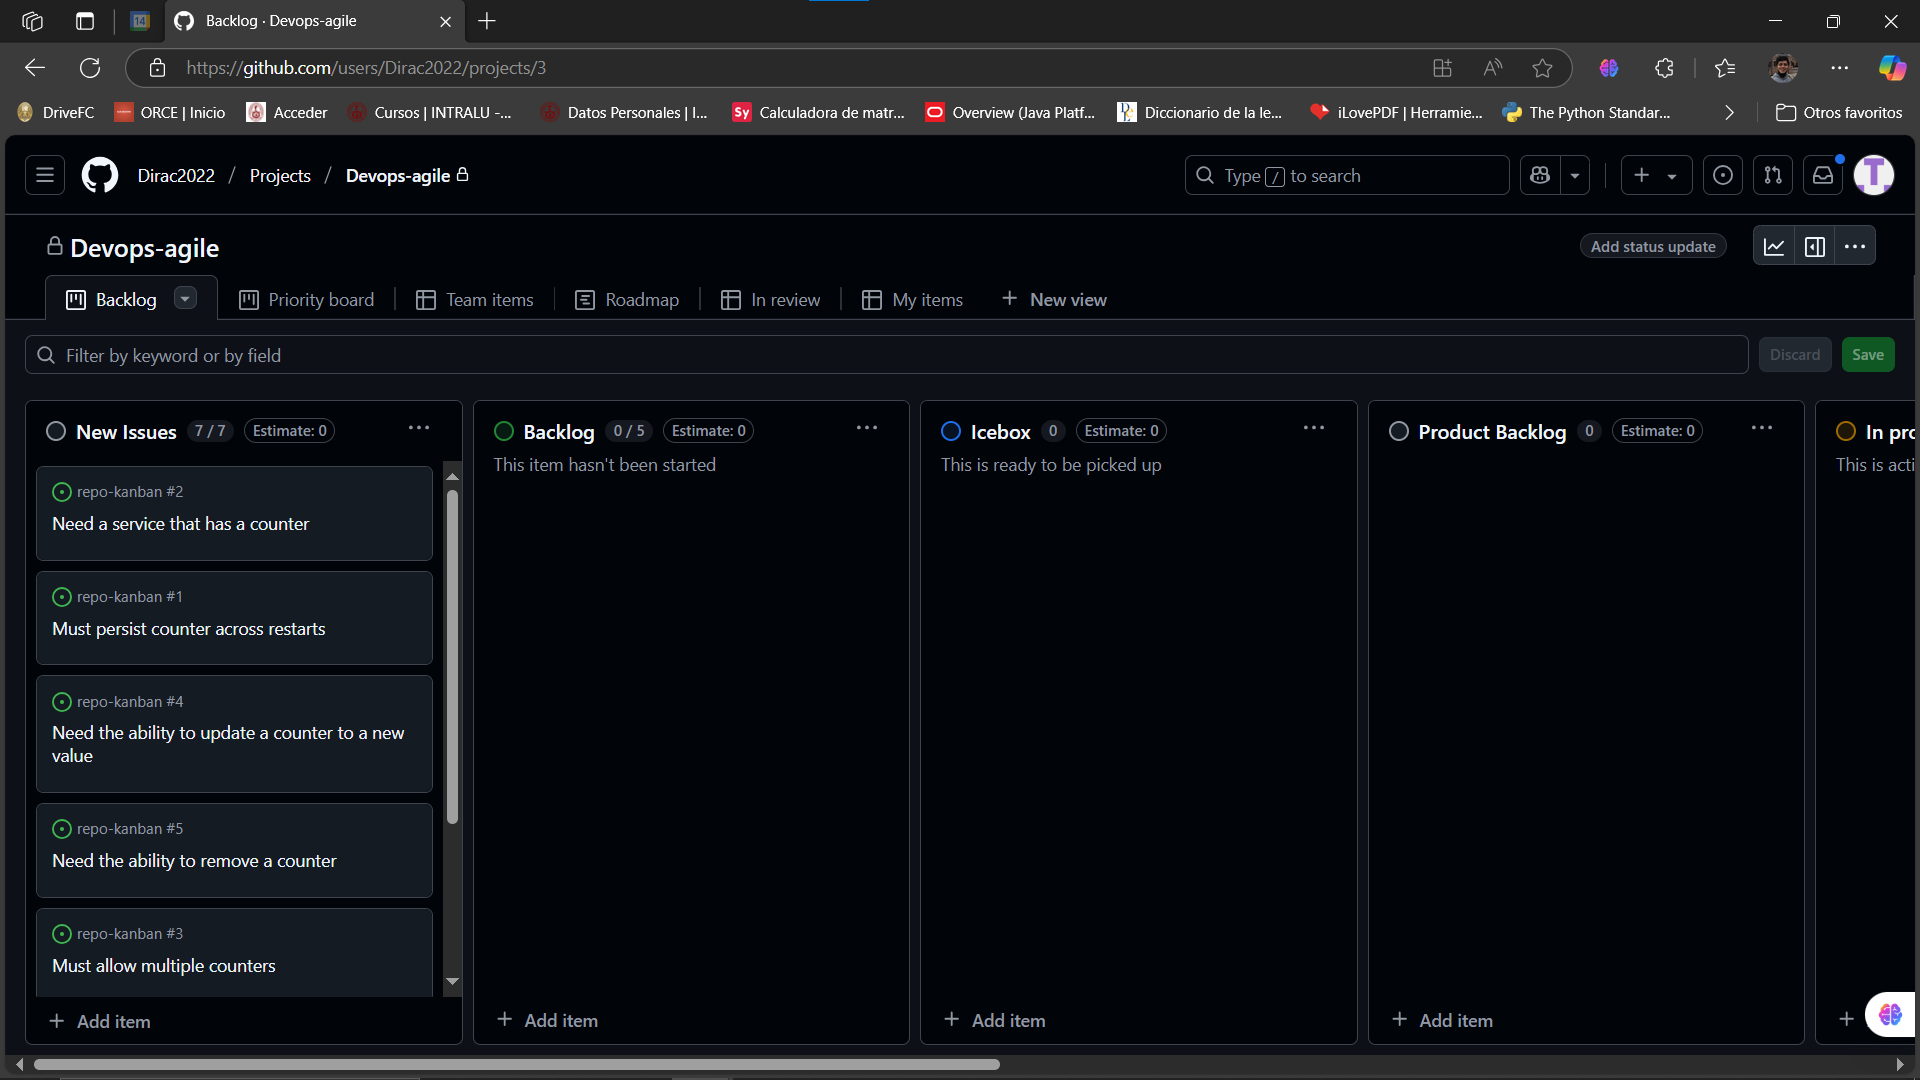 14
Backlog · Devops-agile
https://github.com/users/Dirac2022/projects/3
DriveFC
ORCE | Inicio
Acceder
Cursos | INTRALU -...
Datos Personales | I...
Sy
Calculadora de matr...
Overview (Java Platf...
Diccionario de la le...
iLovePDF | Herramie...
The Python Standar...
Otros favoritos
Dirac2022 / Projects / Devops-agile
Type / to search
T
Devops-agile
Add status update
Backlog
Priority board
Team items
Roadmap
In review
My items
New view
Filter by keyword or by field
Discard
Save
New Issues 7 / 7 Estimate: 0
repo-kanban #2
Need a service that has a counter
repo-kanban #1
Must persist counter across restarts
repo-kanban #4
Need the ability to update a counter to a new
value
repo-kanban #5
Need the ability to remove a counter
repo-kanban #3
Must allow multiple counters
+ Add item
Backlog 0 / 5 Estimate: 0
This item hasn't been started
+ Add item
Icebox 0 Estimate: 0
This is ready to be picked up
+ Add item
Product Backlog 0 Estimate: 0
+ Add item
In pro
This is acti
+